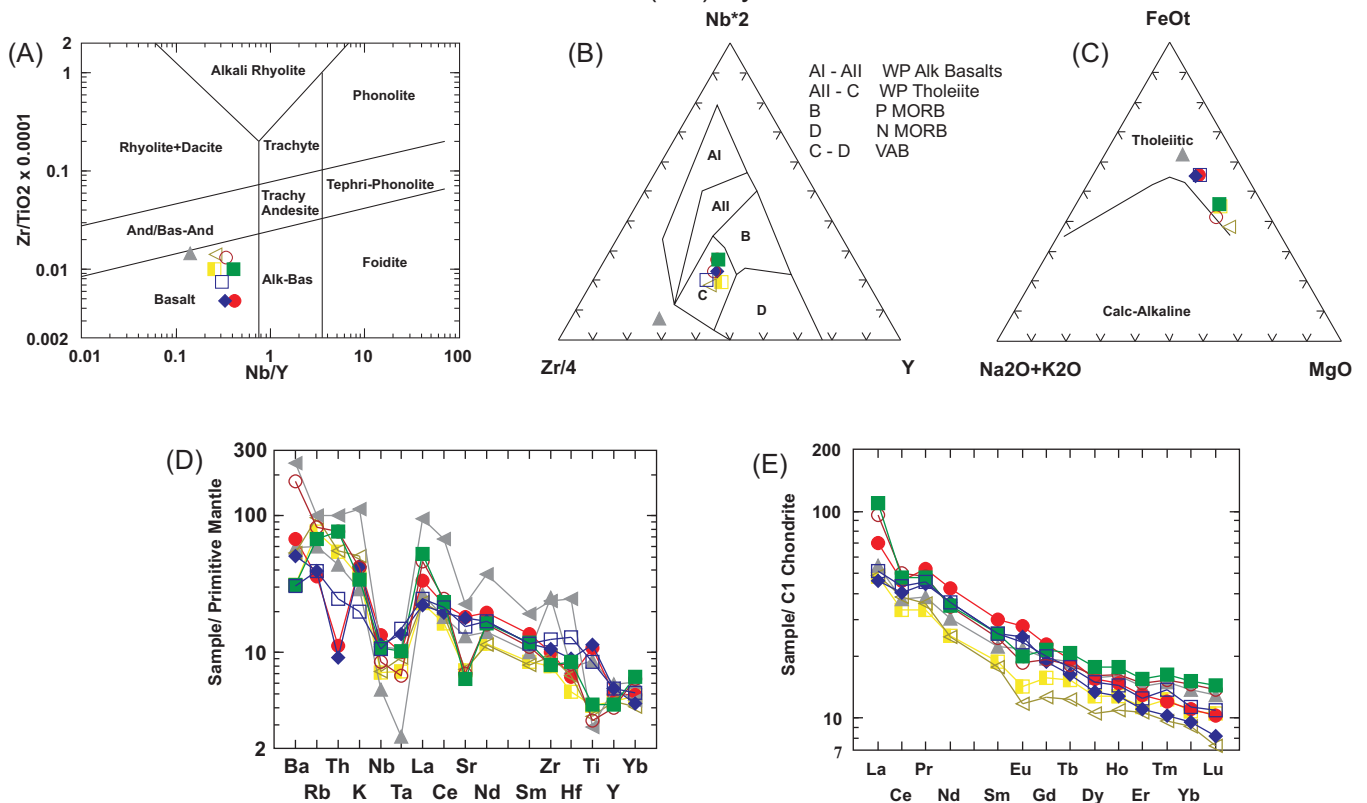 (A)
Zr/TiO2 x 0.0001
2
1
0.1
0.01
0.002
0.01
0.1
1
10
100
Nb/Y
Alkali Rhyolite
Phonolite
Rhyolite+Dacite
Trachyte
Tephri-Phonolite
Trachy
Andesite
And/Bas-And
Foidite
Alk-Bas
Basalt
(B)
Nb*2
Zr/4
Y
AI
AII
B
C
D
AI - AII WP Alk Basalts
AII - C WP Tholeiite
B P MORB
D N MORB
C - D VAB
(C)
FeOt
Tholeiitic
Calc-Alkaline
Na2O+K2O
MgO
(D)
Sample/ Primitive Mantle
300
100
10
2
Ba Th Nb La Sr Zr Ti Yb
Rb K Ta Ce Nd Sm Hf Y
(E)
Sample/ C1 Chondrite
200
100
10
7
La Pr Eu Tb Ho Tm Lu
Ce Nd Sm Gd Dy Er Yb